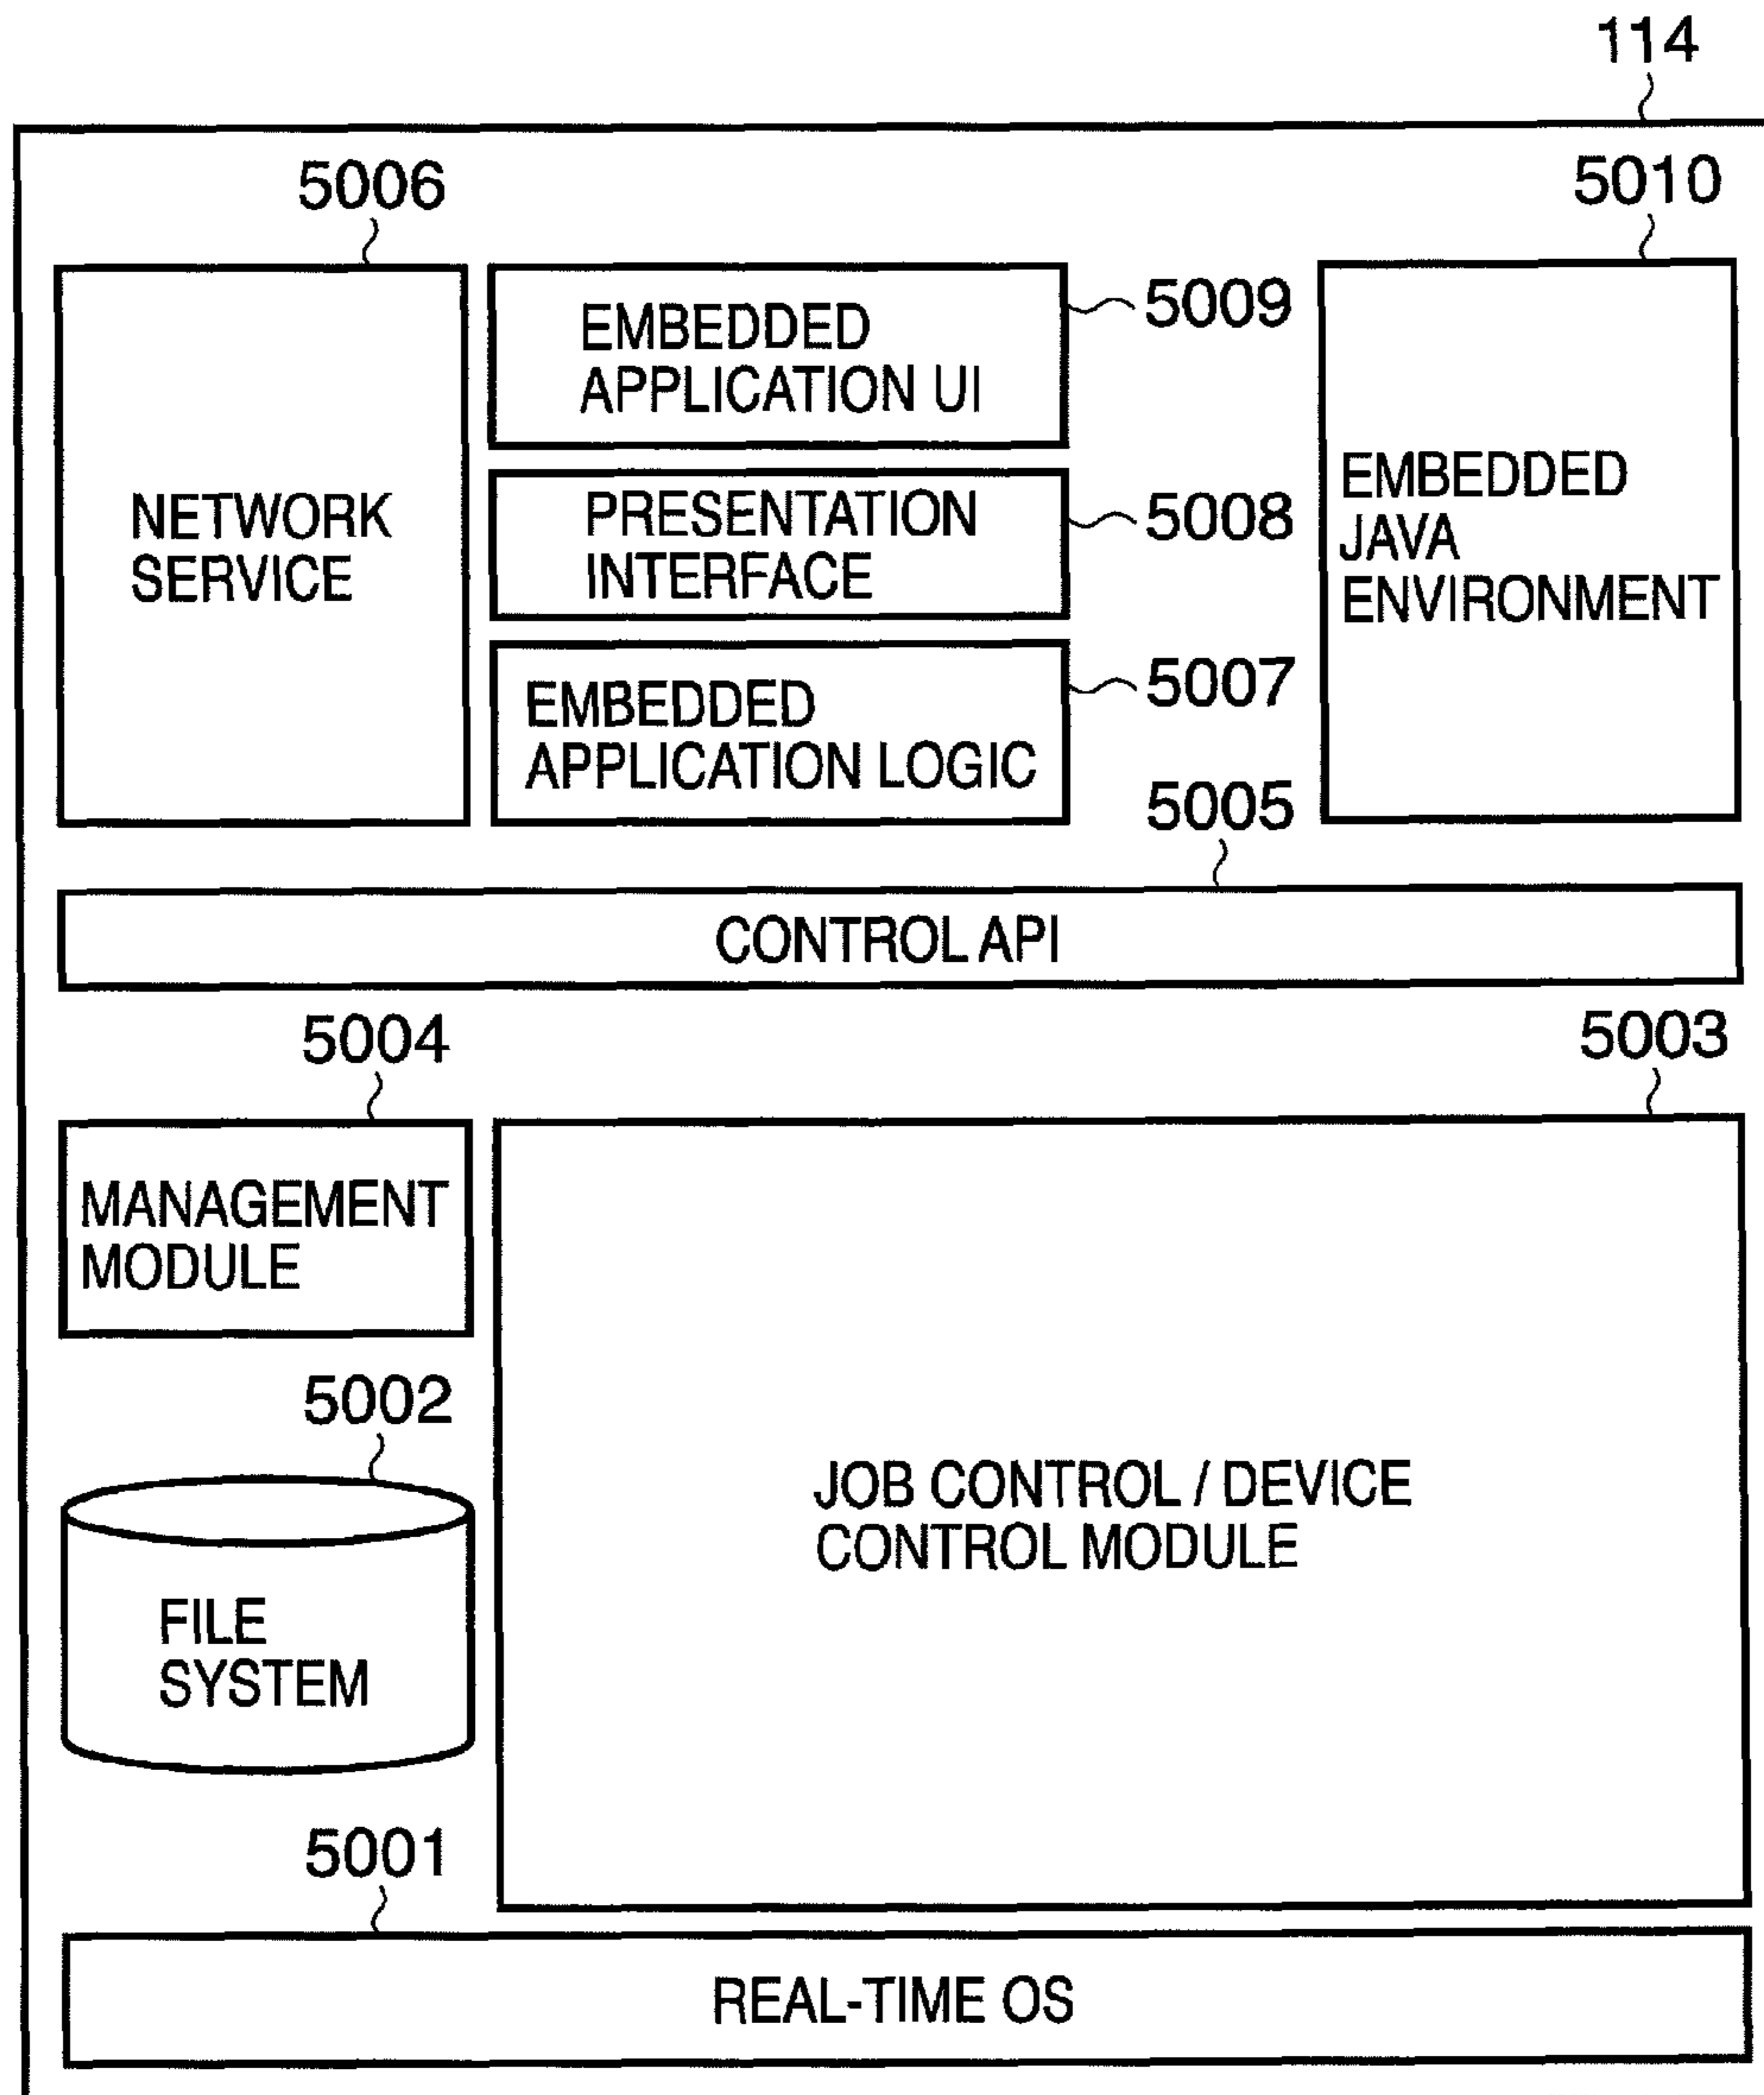 114
5006
5010
EMBEDDED
APPLICATION UI
5009
NETWORK
SERVICE
PRESENTATION
INTERFACE
5008
EMBEDDED
JAVA
ENVIRONMENT
EMBEDDED
APPLICATION LOGIC
5007
5005
CONTROL API
5004
5003
MANAGEMENT
MODULE
5002
JOB CONTROL / DEVICE
CONTROL MODULE
FILE
SYSTEM
5001
REAL-TIME OS